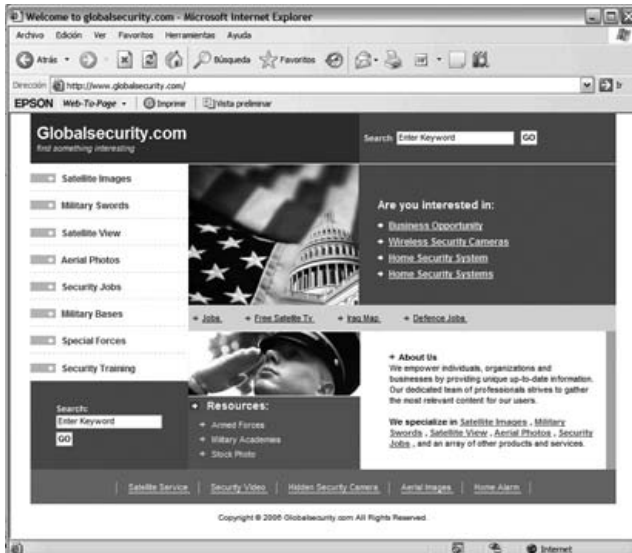 Welcome to globalsecurity.com - Microsoft Internet Explorer
Archivo Edición Ver Favoritos Herramientas Ayuda
Atrás Búsqueda Favoritos
Dirección http://www.globalsecurity.com/ Ir
EPSON Web-To-Page Imprimir Vista preliminar
Globalsecurity.com
find something interesting
Search Enter Keyword GO
Satellite Images
Military Swords
Satellite View
Aerial Photos
Security Jobs
Military Bases
Special Forces
Security Training
Search:
Enter Keyword
GO
Are you interested in:
Business Opportunity
Wireless Security Cameras
Home Security System
Home Security Systems
Jobs Free Satellite Tv Iraq Map Defence Jobs
Resources:
Armed Forces
Military Academies
Stock Photo
About Us
We empower individuals, organizations and
businesses by providing unique up-to-date information.
Our dedicated team of professionals strives to gather
the most relevant content for our users.
We specialize in Satellite Images , Military
Swords , Satellite View , Aerial Photos , Security
Jobs , and an array of other products and services.
Satellite Service Security Video Hidden Security Camera Aerial Images Home Alarm
Copyright © 2006 Globalsecurity.com All Rights Reserved.
Internet